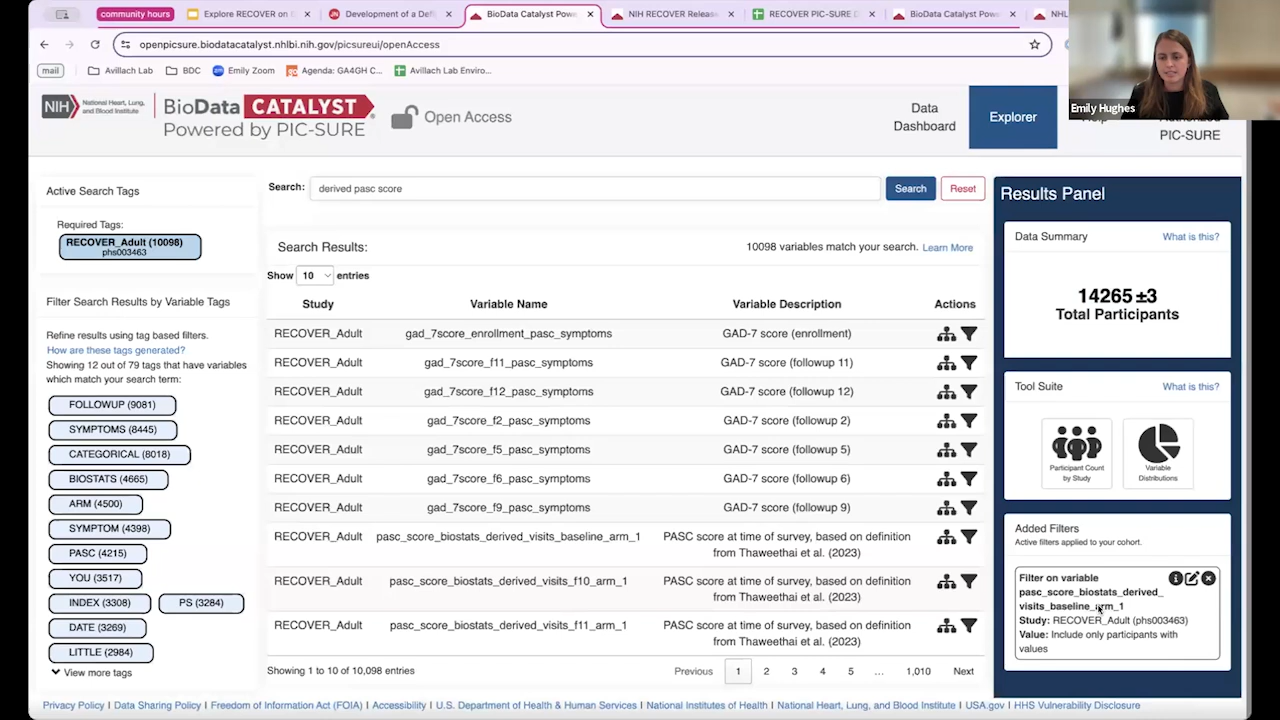 community hours
Explore RECOVER on
Development of a Def
BioData Catalyst Powe
NIH RECOVER Releas
RECOVER PIC-SURE
BioData Catalyst Pow
NHL
openpicsure.biodatacatalyst.nhlbi.nih.gov/picsureui/openAccess
mail
Avillach Lab
BDC
Emily Zoom
Agenda: GA4GH C...
Avillach Lab Enviro...
Emily Hughes
NIH
National Heart, Lung,
and Blood Institute
BioData CATALYST
Powered by PIC-SURE
Open Access
Data
Dashboard
Explorer
PIC-SURE
Active Search Tags
Required Tags:
RECOVER_Adult (10098)
phs003463
Filter Search Results by Variable Tags
Refine results using tag based filters.
How are these tags generated?
Showing 12 out of 79 tags that have variables
which match your search term:
FOLLOWUP (9081)
SYMPTOMS (8445)
CATEGORICAL (8018)
BIOSTATS (4665)
ARM (4500)
SYMPTOM (4398)
PASC (4215)
YOU (3517)
INDEX (3308) PS (3284)
DATE (3269)
LITTLE (2984)
View more tags
Search: derived pasc score Search Reset
Search Results: 10098 variables match your search. Learn More
Show 10 entries
Study Variable Name Variable Description Actions
RECOVER_Adult gad_7score_enrollment_pasc_symptoms GAD-7 score (enrollment)
RECOVER_Adult gad_7score_f11_pasc_symptoms GAD-7 score (followup 11)
RECOVER_Adult gad_7score_f12_pasc_symptoms GAD-7 score (followup 12)
RECOVER_Adult gad_7score_f2_pasc_symptoms GAD-7 score (followup 2)
RECOVER_Adult gad_7score_f5_pasc_symptoms GAD-7 score (followup 5)
RECOVER_Adult gad_7score_f6_pasc_symptoms GAD-7 score (followup 6)
RECOVER_Adult gad_7score_f9_pasc_symptoms GAD-7 score (followup 9)
RECOVER_Adult pasc_score_biostats_derived_visits_baseline_arm_1 PASC score at time of survey, based on definition
from Thaweethai et al. (2023)
RECOVER_Adult pasc_score_biostats_derived_visits_f10_arm_1 PASC score at time of survey, based on definition
from Thaweethai et al. (2023)
RECOVER_Adult pasc_score_biostats_derived_visits_f11_arm_1 PASC score at time of survey, based on definition
from Thaweethai et al. (2023)
Showing 1 to 10 of 10,098 entries Previous 1 2 3 4 5 ... 1,010 Next
Results Panel
Data Summary What is this?
14265 ±3
Total Participants
Tool Suite What is this?
Participant Count
by Study
Variable
Distributions
Added Filters
Active filters applied to your cohort.
Filter on variable
pasc_score_biostats_derived_
visits_baseline_arm_1
Study: RECOVER_Adult (phs003463)
Value: Include only participants with
values
Privacy Policy | Data Sharing Policy | Freedom of Information Act (FOIA) | Accessibility | U.S. Department of Health & Human Services | National Institutes of Health | National Heart, Lung, and Blood Institute | USA.gov | HHS Vulnerability Disclosure